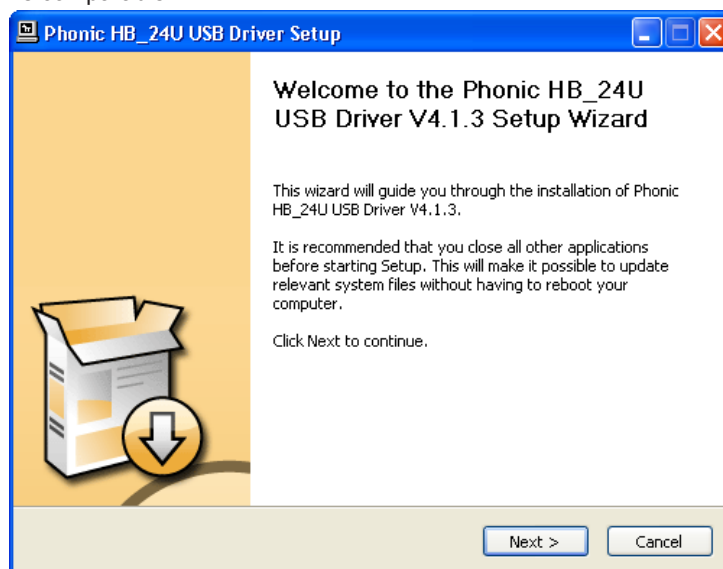 Phonic HB_24U USB Driver Setup
Welcome to the Phonic HB_24U
USB Driver V4.1.3 Setup Wizard
This wizard will guide you through the installation of Phonic
HB_24U USB Driver V4.1.3.
It is recommended that you close all other applications
before starting Setup. This will make it possible to update
relevant system files without having to reboot your
computer.
Click Next to continue.
Next >
Cancel